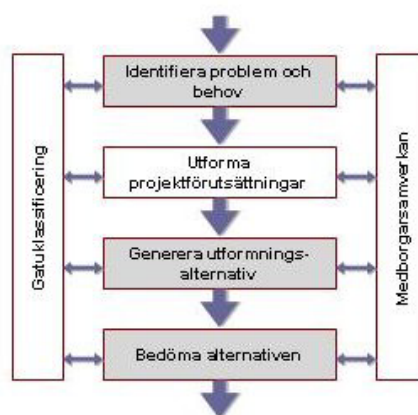 Identifiera problem och
behov
Utforma
projektförutsättningar
Generera utformnings-
alternativ
Bedöma alternativen
Gatuklassificering
Medborgarsamverkan